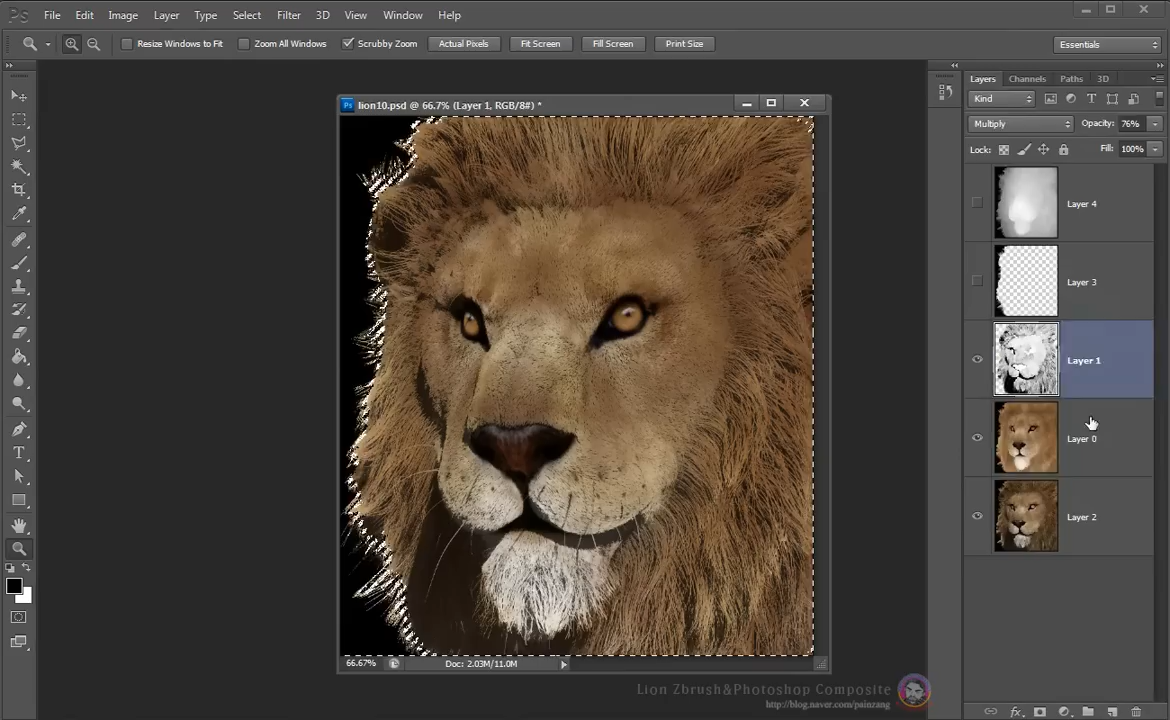 Ps File Edit Image Layer Type Select Filter 3D View Window Help
Resize Windows to Fit Zoom All Windows Scrubby Zoom Actual Pixels Fit Screen Fill Screen Print Size Essentials
Layers Channels Paths 3D
Kind
Ps lion10.psd @ 66.7% (Layer 1, RGB/8#) *
Multiply Opacity: 76%
Lock: Fill: 100%
Layer 4
Layer 3
Layer 1
Layer 0
Layer 2
66.67% Doc: 2.03M/11.0M
Lion Zbrush&Photoshop Composite
http://blog.naver.com/painzang